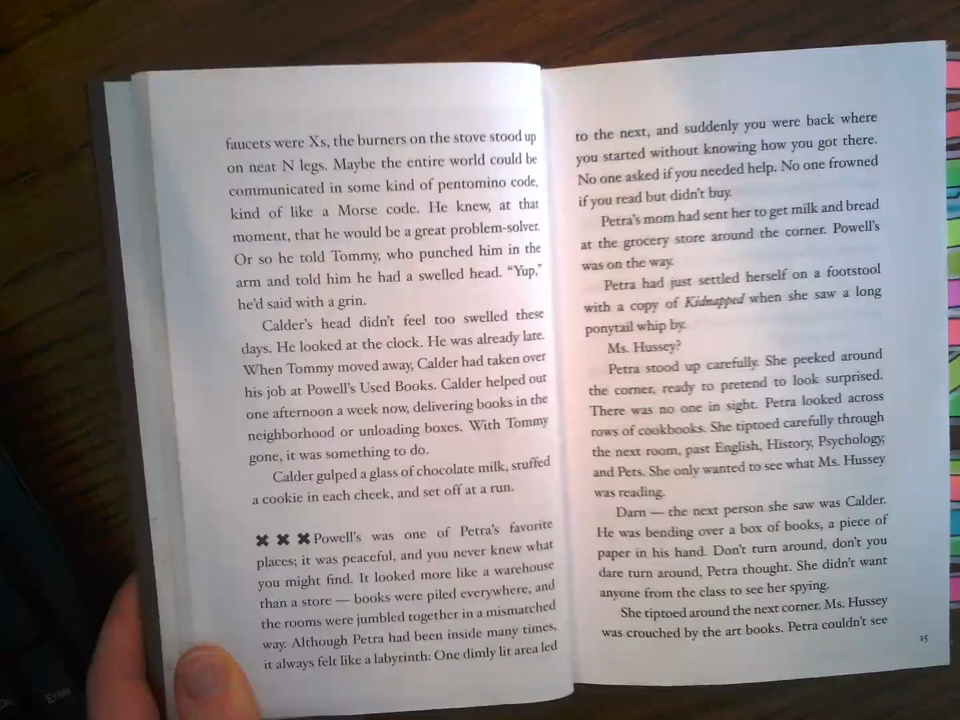 faucets were Xs, the burners on the stove stood up
on neat N legs. Maybe the entire world could be
communicated in some kind of pentomino code,
kind of like a Morse code. He knew, at that
moment, that he would be a great problem-solver.
Or so he told Tommy, who punched him in the
arm and told him he had a swelled head. “Yup,”
he’d said with a grin.
Calder’s head didn’t feel too swelled these
days. He looked at the clock. He was already late.
When Tommy moved away, Calder had taken over
his job at Powell’s Used Books. Calder helped out
one afternoon a week now, delivering books in the
neighborhood or unloading boxes. With Tommy
gone, it was something to do.
Calder gulped a glass of chocolate milk, stuffed
a cookie in each cheek, and set off at a run.
✖ ✖ ✖ Powell’s was one of Petra’s favorite
places; it was peaceful, and you never knew what
you might find. It looked more like a warehouse
than a store — books were piled everywhere, and
the rooms were jumbled together in a mismatched
way. Although Petra had been inside many times,
it always felt like a labyrinth: One dimly lit area led
to the next, and suddenly you were back where
you started without knowing how you got there.
No one asked if you needed help. No one frowned
if you read but didn’t buy.
Petra’s mom had sent her to get milk and bread
at the grocery store around the corner. Powell’s
was on the way.
Petra had just settled herself on a footstool
with a copy of Kidnapped when she saw a long
ponytail whip by.
Ms. Hussey?
Petra stood up carefully. She peeked around
the corner, ready to pretend to look surprised.
There was no one in sight. Petra looked across
rows of cookbooks. She tiptoed carefully through
the next room, past English, History, Psychology,
and Pets. She only wanted to see what Ms. Hussey
was reading.
Darn — the next person she saw was Calder.
He was bending over a box of books, a piece of
paper in his hand. Don’t turn around, don’t you
dare turn around, Petra thought. She didn’t want
anyone from the class to see her spying.
She tiptoed around the next corner. Ms. Hussey
was crouched by the art books. Petra couldn’t see
15